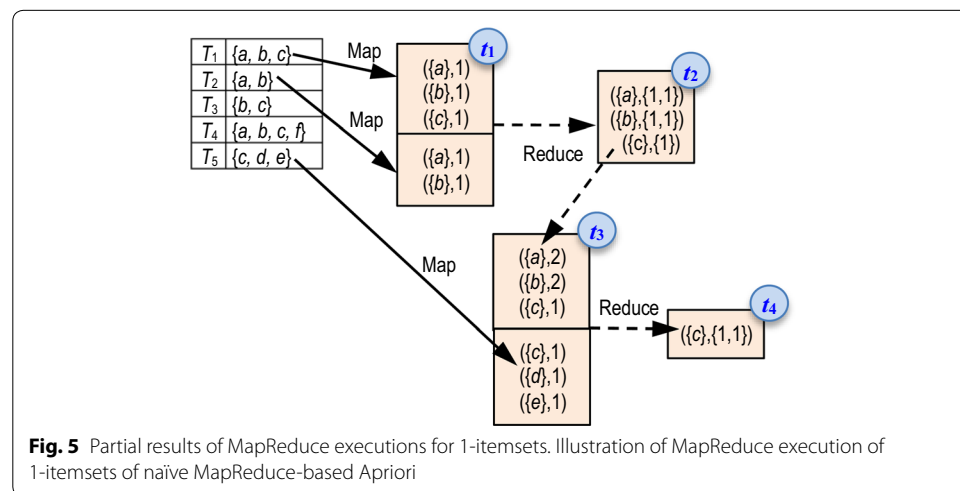 T1 {a, b, c}
T2 {a, b}
T3 {b, c}
T4 {a, b, c, f}
T5 {c, d, e}
Map
Map
t1
({a},1)
({b},1)
({c},1)
({a},1)
({b},1)
Reduce
t2
({a},{1,1})
({b},{1,1})
({c},{1})
Map
t3
({a},2)
({b},2)
({c},1)
({c},1)
({d},1)
({e},1)
Reduce
t4
({c},{1,1})
Fig. 5 Partial results of MapReduce executions for 1-itemsets. Illustration of MapReduce execution of
1-itemsets of naïve MapReduce-based Apriori